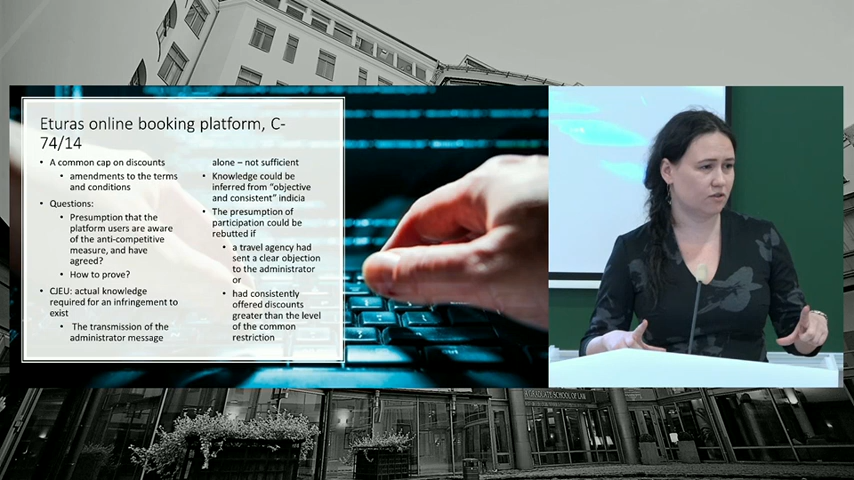 Eturas online booking platform, C-
74/14
• A common cap on discounts
• amendments to the terms
and conditions
• Questions:
• Presumption that the
platform users are aware
of the anti-competitive
measure, and have
agreed?
• How to prove?
• CJEU: actual knowledge
required for an infringement to
exist
• The transmission of the
administrator message
alone – not sufficient
• Knowledge could be
inferred from "objective
and consistent" indicia
• The presumption of
participation could be
rebutted if
• a travel agency had
sent a clear objection
to the administrator
or
• had consistently
offered discounts
greater than the level
of the common
restriction
GRADUATE SCHOOL OF LAW